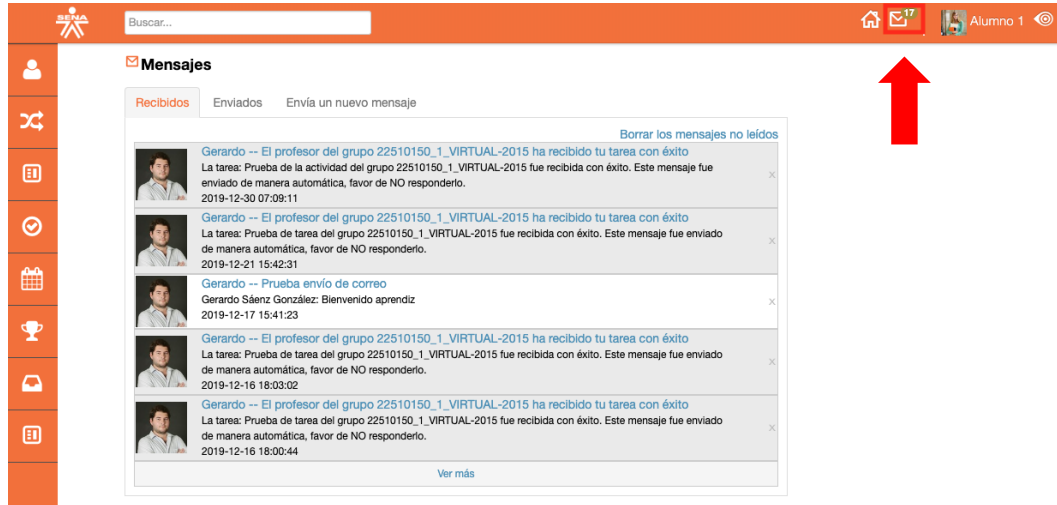 SENA
Buscar...
17
Alumno 1
Mensajes
Recibidos Enviados Envía un nuevo mensaje
Borrar los mensajes no leídos
Gerardo -- El profesor del grupo 22510150_1_VIRTUAL-2015 ha recibido tu tarea con éxito
La tarea: Prueba de la actividad del grupo 22510150_1_VIRTUAL-2015 fue recibida con éxito. Este mensaje fue
enviado de manera automática, favor de NO responderlo.
2019-12-30 07:09:11
x
Gerardo -- El profesor del grupo 22510150_1_VIRTUAL-2015 ha recibido tu tarea con éxito
La tarea: Prueba de tarea del grupo 22510150_1_VIRTUAL-2015 fue recibida con éxito. Este mensaje fue enviado
de manera automática, favor de NO responderlo.
2019-12-21 15:42:31
x
Gerardo -- Prueba envío de correo
Gerardo Sáenz González: Bienvenido aprendiz
2019-12-17 15:41:23
x
Gerardo -- El profesor del grupo 22510150_1_VIRTUAL-2015 ha recibido tu tarea con éxito
La tarea: Prueba de tarea del grupo 22510150_1_VIRTUAL-2015 fue recibida con éxito. Este mensaje fue enviado
de manera automática, favor de NO responderlo.
2019-12-16 18:03:02
x
Gerardo -- El profesor del grupo 22510150_1_VIRTUAL-2015 ha recibido tu tarea con éxito
La tarea: Prueba de tarea del grupo 22510150_1_VIRTUAL-2015 fue recibida con éxito. Este mensaje fue enviado
de manera automática, favor de NO responderlo.
2019-12-16 18:00:44
x
Ver más